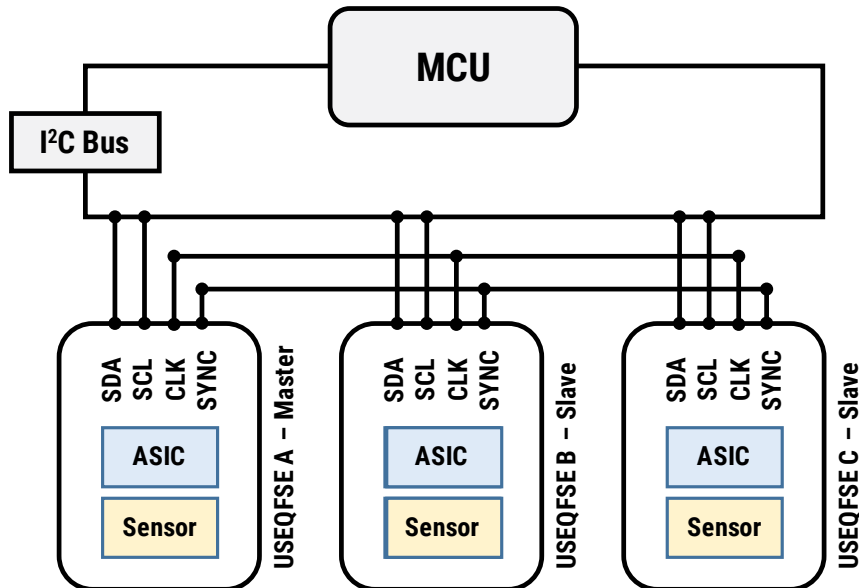 MCU
I²C Bus
SDA
SCL
CLK
SYNC
ASIC
Sensor
USEQFSE A – Master
SDA
SCL
CLK
SYNC
ASIC
Sensor
USEQFSE B – Slave
SDA
SCL
CLK
SYNC
ASIC
Sensor
USEQFSE C – Slave